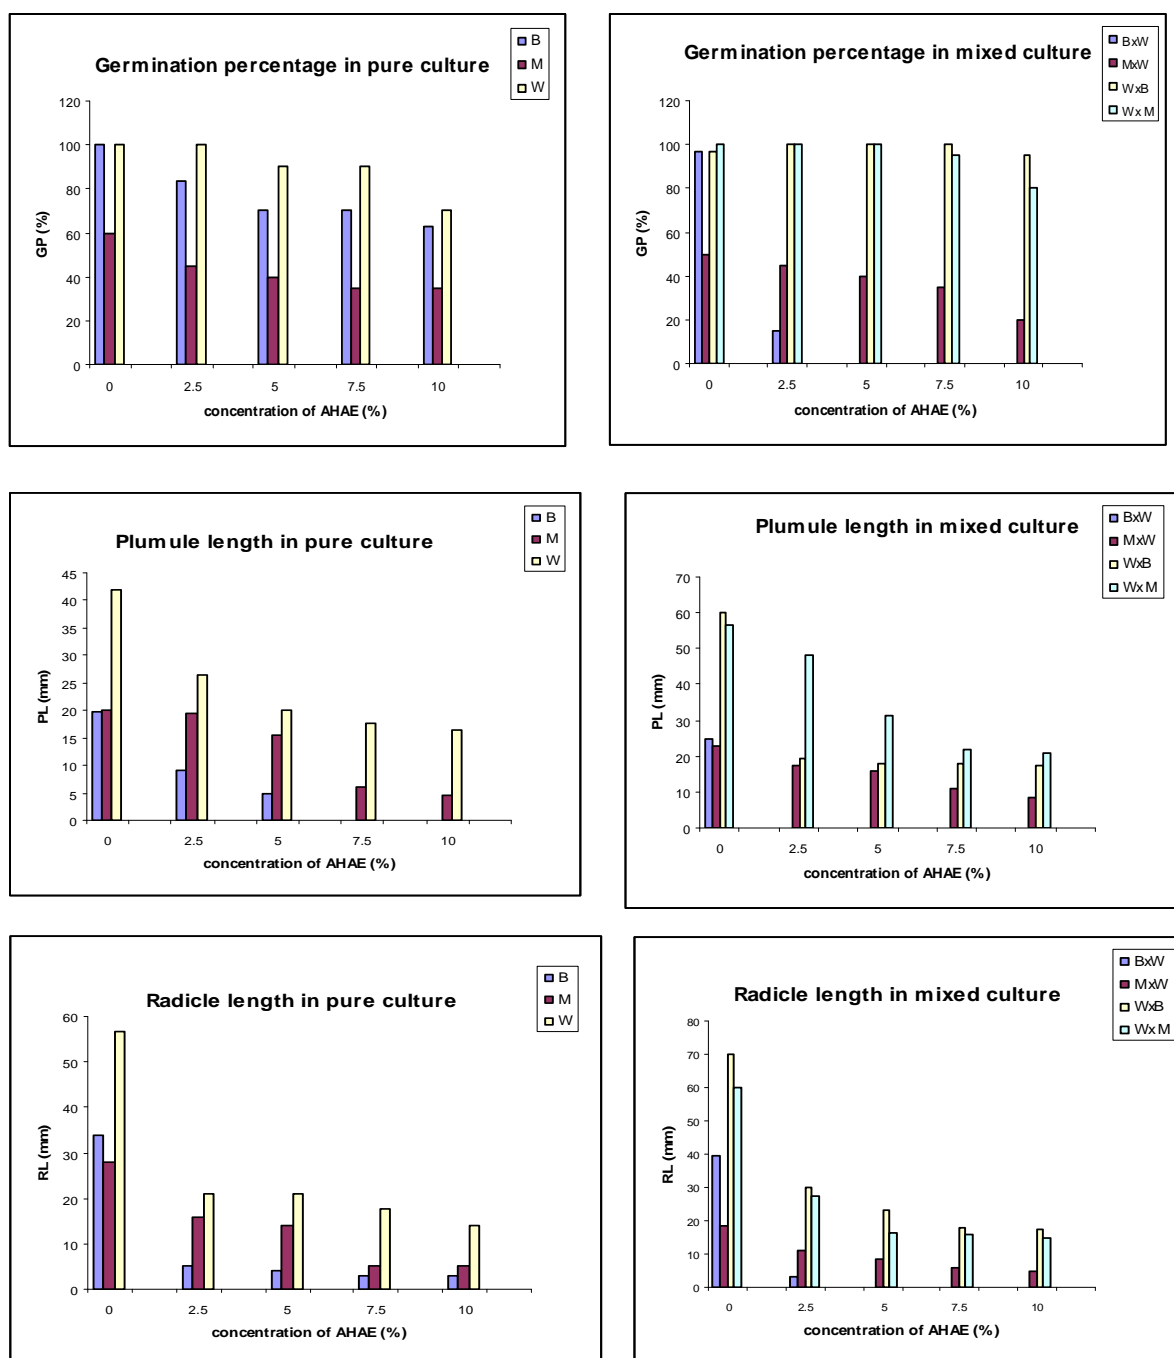 Germination percentage in pure culture
B
M
W
GP (%)
120
100
80
60
40
20
0
0 2.5 5 7.5 10
concentration of AHAE (%)
Germination percentage in mixed culture
BxW
MxW
WxB
WxM
GP (%)
120
100
80
60
40
20
0
0 2.5 5 7.5 10
concentration of AHAE (%)
Plumule length in pure culture
B
M
W
PL (mm)
45
40
35
30
25
20
15
10
5
0
0 2.5 5 7.5 10
concentration of AHAE (%)
Plumule length in mixed culture
BxW
MxW
WxB
WxM
PL (mm)
70
60
50
40
30
20
10
0
0 2.5 5 7.5 10
concentration of AHAE (%)
Radicle length in pure culture
B
M
W
RL (mm)
60
50
40
30
20
10
0
0 2.5 5 7.5 10
concentration of AHAE (%)
Radicle length in mixed culture
BxW
MxW
WxB
WxM
RL (mm)
80
70
60
50
40
30
20
10
0
0 2.5 5 7.5 10
concentration of AHAE (%)